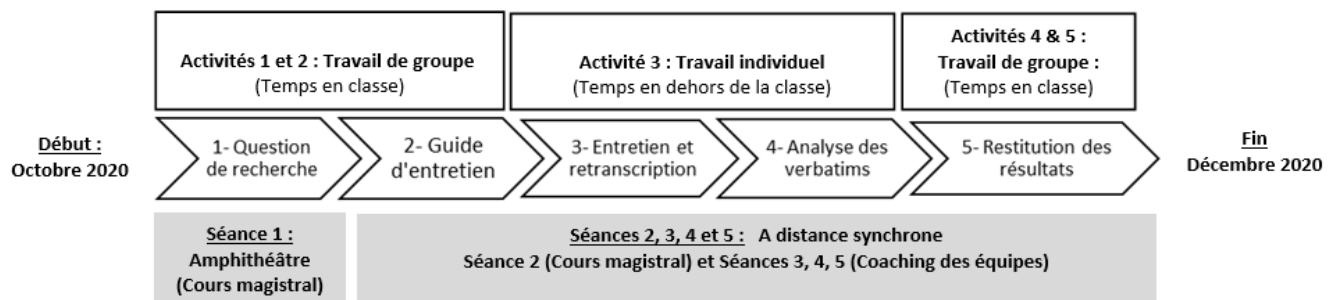 Activités 1 et 2 : Travail de groupe
(Temps en classe)
Activité 3 : Travail individuel
(Temps en dehors de la classe)
Activités 4 & 5 :
Travail de groupe :
(Temps en classe)
Début :
Octobre 2020
1- Question
de recherche
2- Guide
d'entretien
3- Entretien et
retranscription
4- Analyse des
verbatims
5- Restitution des
résultats
Fin
Décembre 2020
Séance 1 :
Amphithéâtre
(Cours magistral)
Séances 2, 3, 4 et 5 : A distance synchrone
Séance 2 (Cours magistral) et Séances 3, 4, 5 (Coaching des équipes)